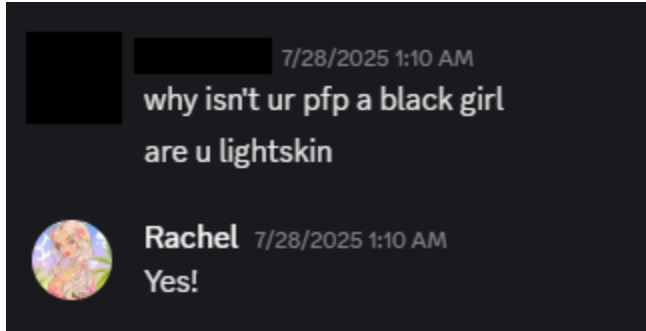 7/28/2025 1:10 AM
why isn't ur pfp a black girl
are u lightskin
Rachel 7/28/2025 1:10 AM
Yes!